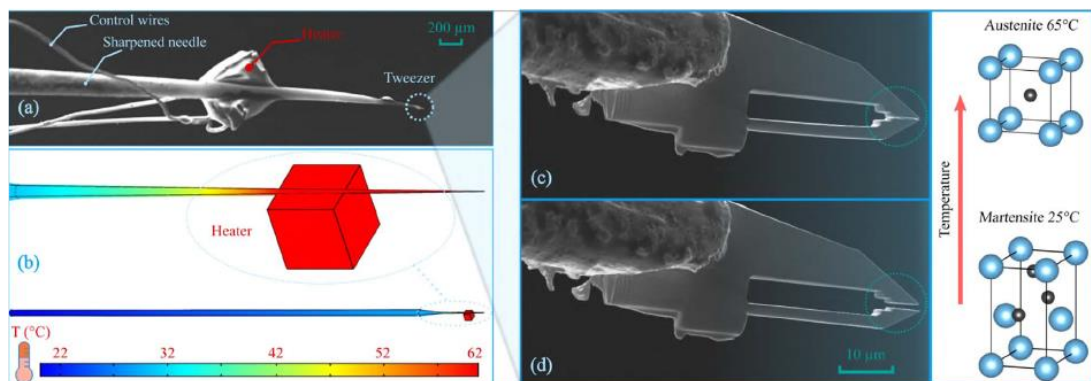 Control wires
Sharpened needle
Heater
200 μm
Tweezer
(a)
Heater
(b)
T (°C)
22 32 42 52 62
(c)
(d)
10 μm
Austenite 65°C
Temperature
Martensite 25°C